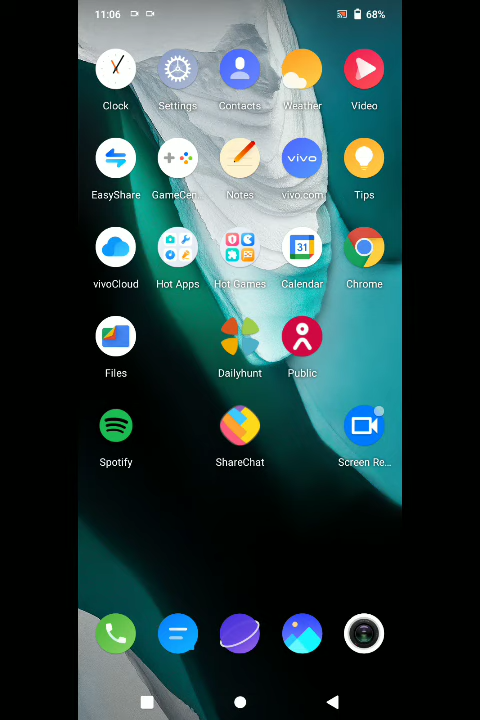 11:06 68%
Clock Settings Contacts Weather Video
EasyShare GameCen... Notes vivo.com Tips
vivo
vivoCloud Hot Apps Hot Games Calendar Chrome
31
Files Dailyhunt Public
Spotify ShareChat Screen Re...